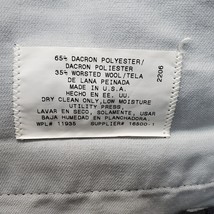 65% DACRON POLYESTER/
DACRON POLIESTER
35% WORSTED WOOL/TELA
DE LANA PEINADA
MADE IN U.S.A.
HECHO EN EE. UU.
DRY CLEAN ONLY, LOW MOISTURE
UTILITY PRESS,
LAVAR EN SECO, SOLAMENTE, USAR
BAJA HUMEDAD EN PLANCHADORA.
WPL# 11938 SUPPLIER# 16900-1
2206